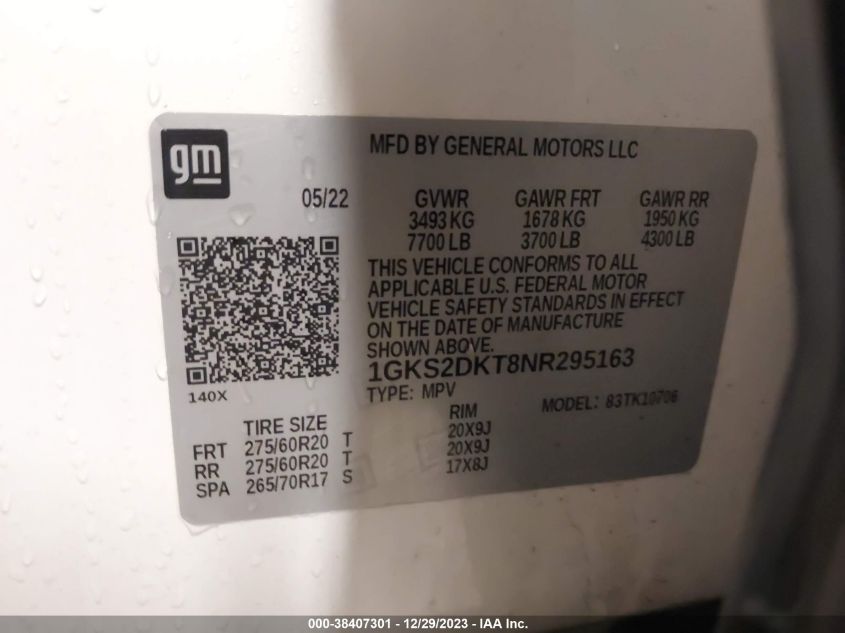 gm
MFD BY GENERAL MOTORS LLC
05/22 GVWR GAWR FRT GAWR RR
3493 KG 1678 KG 1950 KG
7700 LB 3700 LB 4300 LB
THIS VEHICLE CONFORMS TO ALL
APPLICABLE U.S. FEDERAL MOTOR
VEHICLE SAFETY STANDARDS IN EFFECT
ON THE DATE OF MANUFACTURE
SHOWN ABOVE.
1GKS2DKT8NR295163
140X
TYPE: MPV MODEL: 83TK10706
TIRE SIZE RIM
FRT 275/60R20 T 20X9J
RR 275/60R20 T 20X9J
SPA 265/70R17 S 17X8J
000-38407301 - 12/29/2023 - IAA Inc.